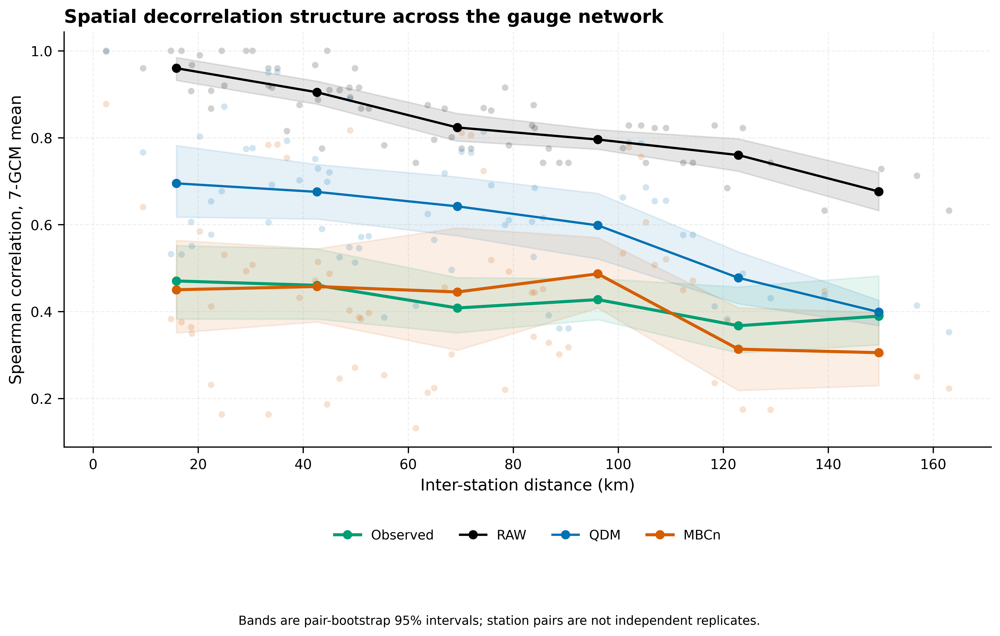 Spatial decorrelation structure across the gauge network
Spearman correlation, 7-GCM mean
1.0
0.8
0.6
0.4
0.2
0 20 40 60 80 100 120 140 160
Inter-station distance (km)
Observed RAW QDM MBCn
Bands are pair-bootstrap 95% intervals; station pairs are not independent replicates.